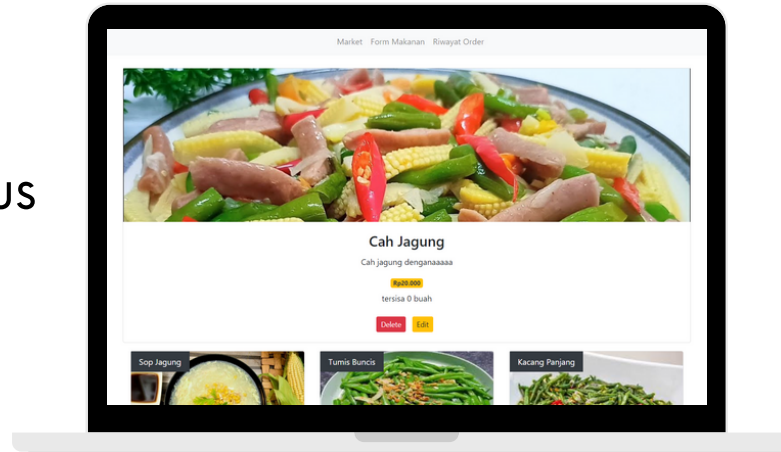 Market Form Makanan Riwayat Order
US
Cah Jagung
Cah jagung denganaaaaa
Rp20.000
tersisa 0 buah
Delete Edit
Sop Jagung Tumis Buncis Kacang Panjang